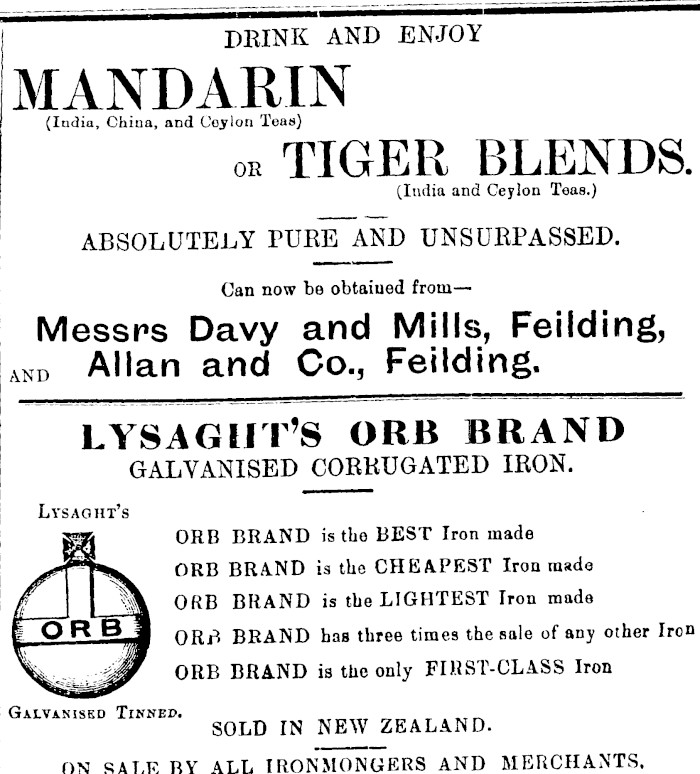 DRINK AND ENJOY
MANDARIN
(India, China, and Ceylon Teas)
OR TIGER BLENDS.
(India and Ceylon Teas.)
ABSOLUTELY PURE AND UNSURPASSED.
Can now be obtained from—
Messrs Davy and Mills, Feilding,
AND Allan and Co., Feilding.
LYSAGHT'S ORB BRAND
GALVANISED CORRUGATED IRON.
LYSAGHT'S
ORB
GALVANISED TINNED.
ORB BRAND is the BEST Iron made
ORB BRAND is the CHEAPEST Iron made
ORB BRAND is the LIGHTEST Iron made
ORB BRAND has three times the sale of any other Iron
ORB BRAND is the only FIRST-CLASS Iron
SOLD IN NEW ZEALAND.
ON SALE BY ALL IRONMONGERS AND MERCHANTS,